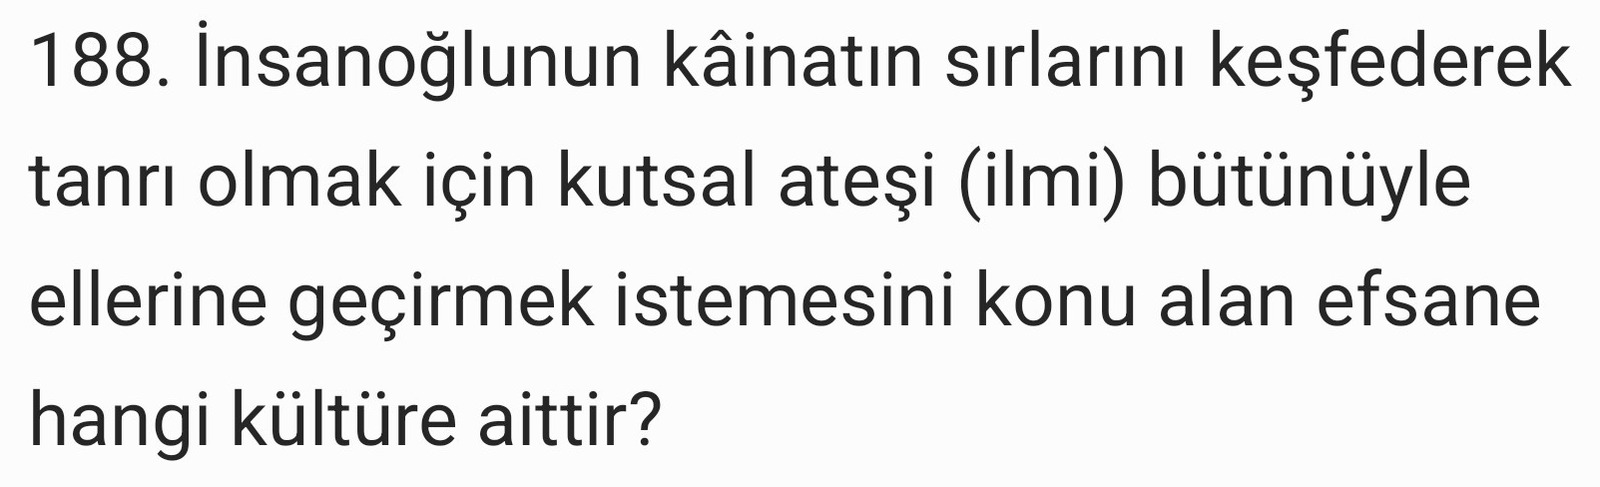 188. İnsanoğlunun kâinatın sırlarını keşfederek
tanrı olmak için kutsal ateşi (ilmi) bütünüyle
ellerine geçirmek istemesini konu alan efsane
hangi kültüre aittir?